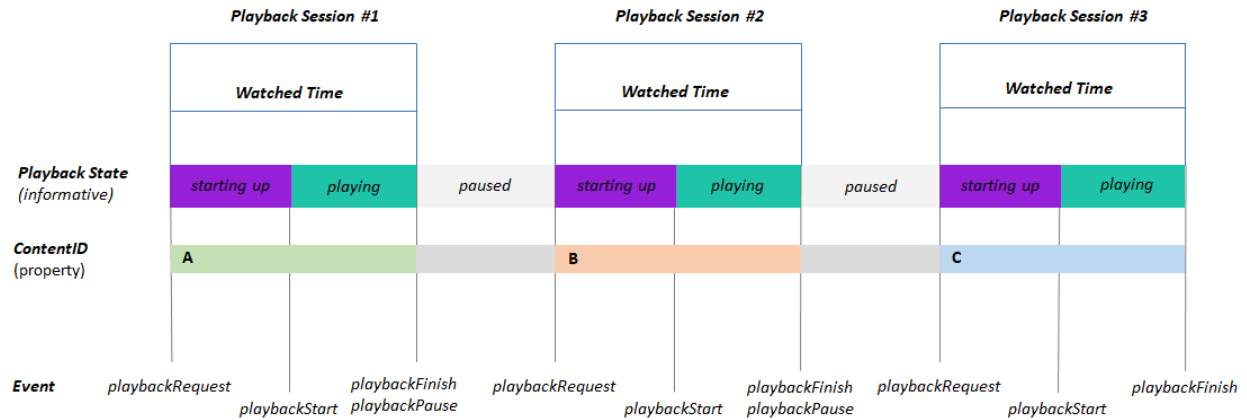 Playback Session #1
Playback Session #2
Playback Session #3
Watched Time
Watched Time
Watched Time
Playback State
(informative)
starting up
playing
paused
starting up
playing
paused
starting up
playing
ContentID
(property)
A
B
C
Event
playbackRequest
playbackStart
playbackFinish
playbackPause
playbackRequest
playbackStart
playbackFinish
playbackPause
playbackRequest
playbackStart
playbackFinish